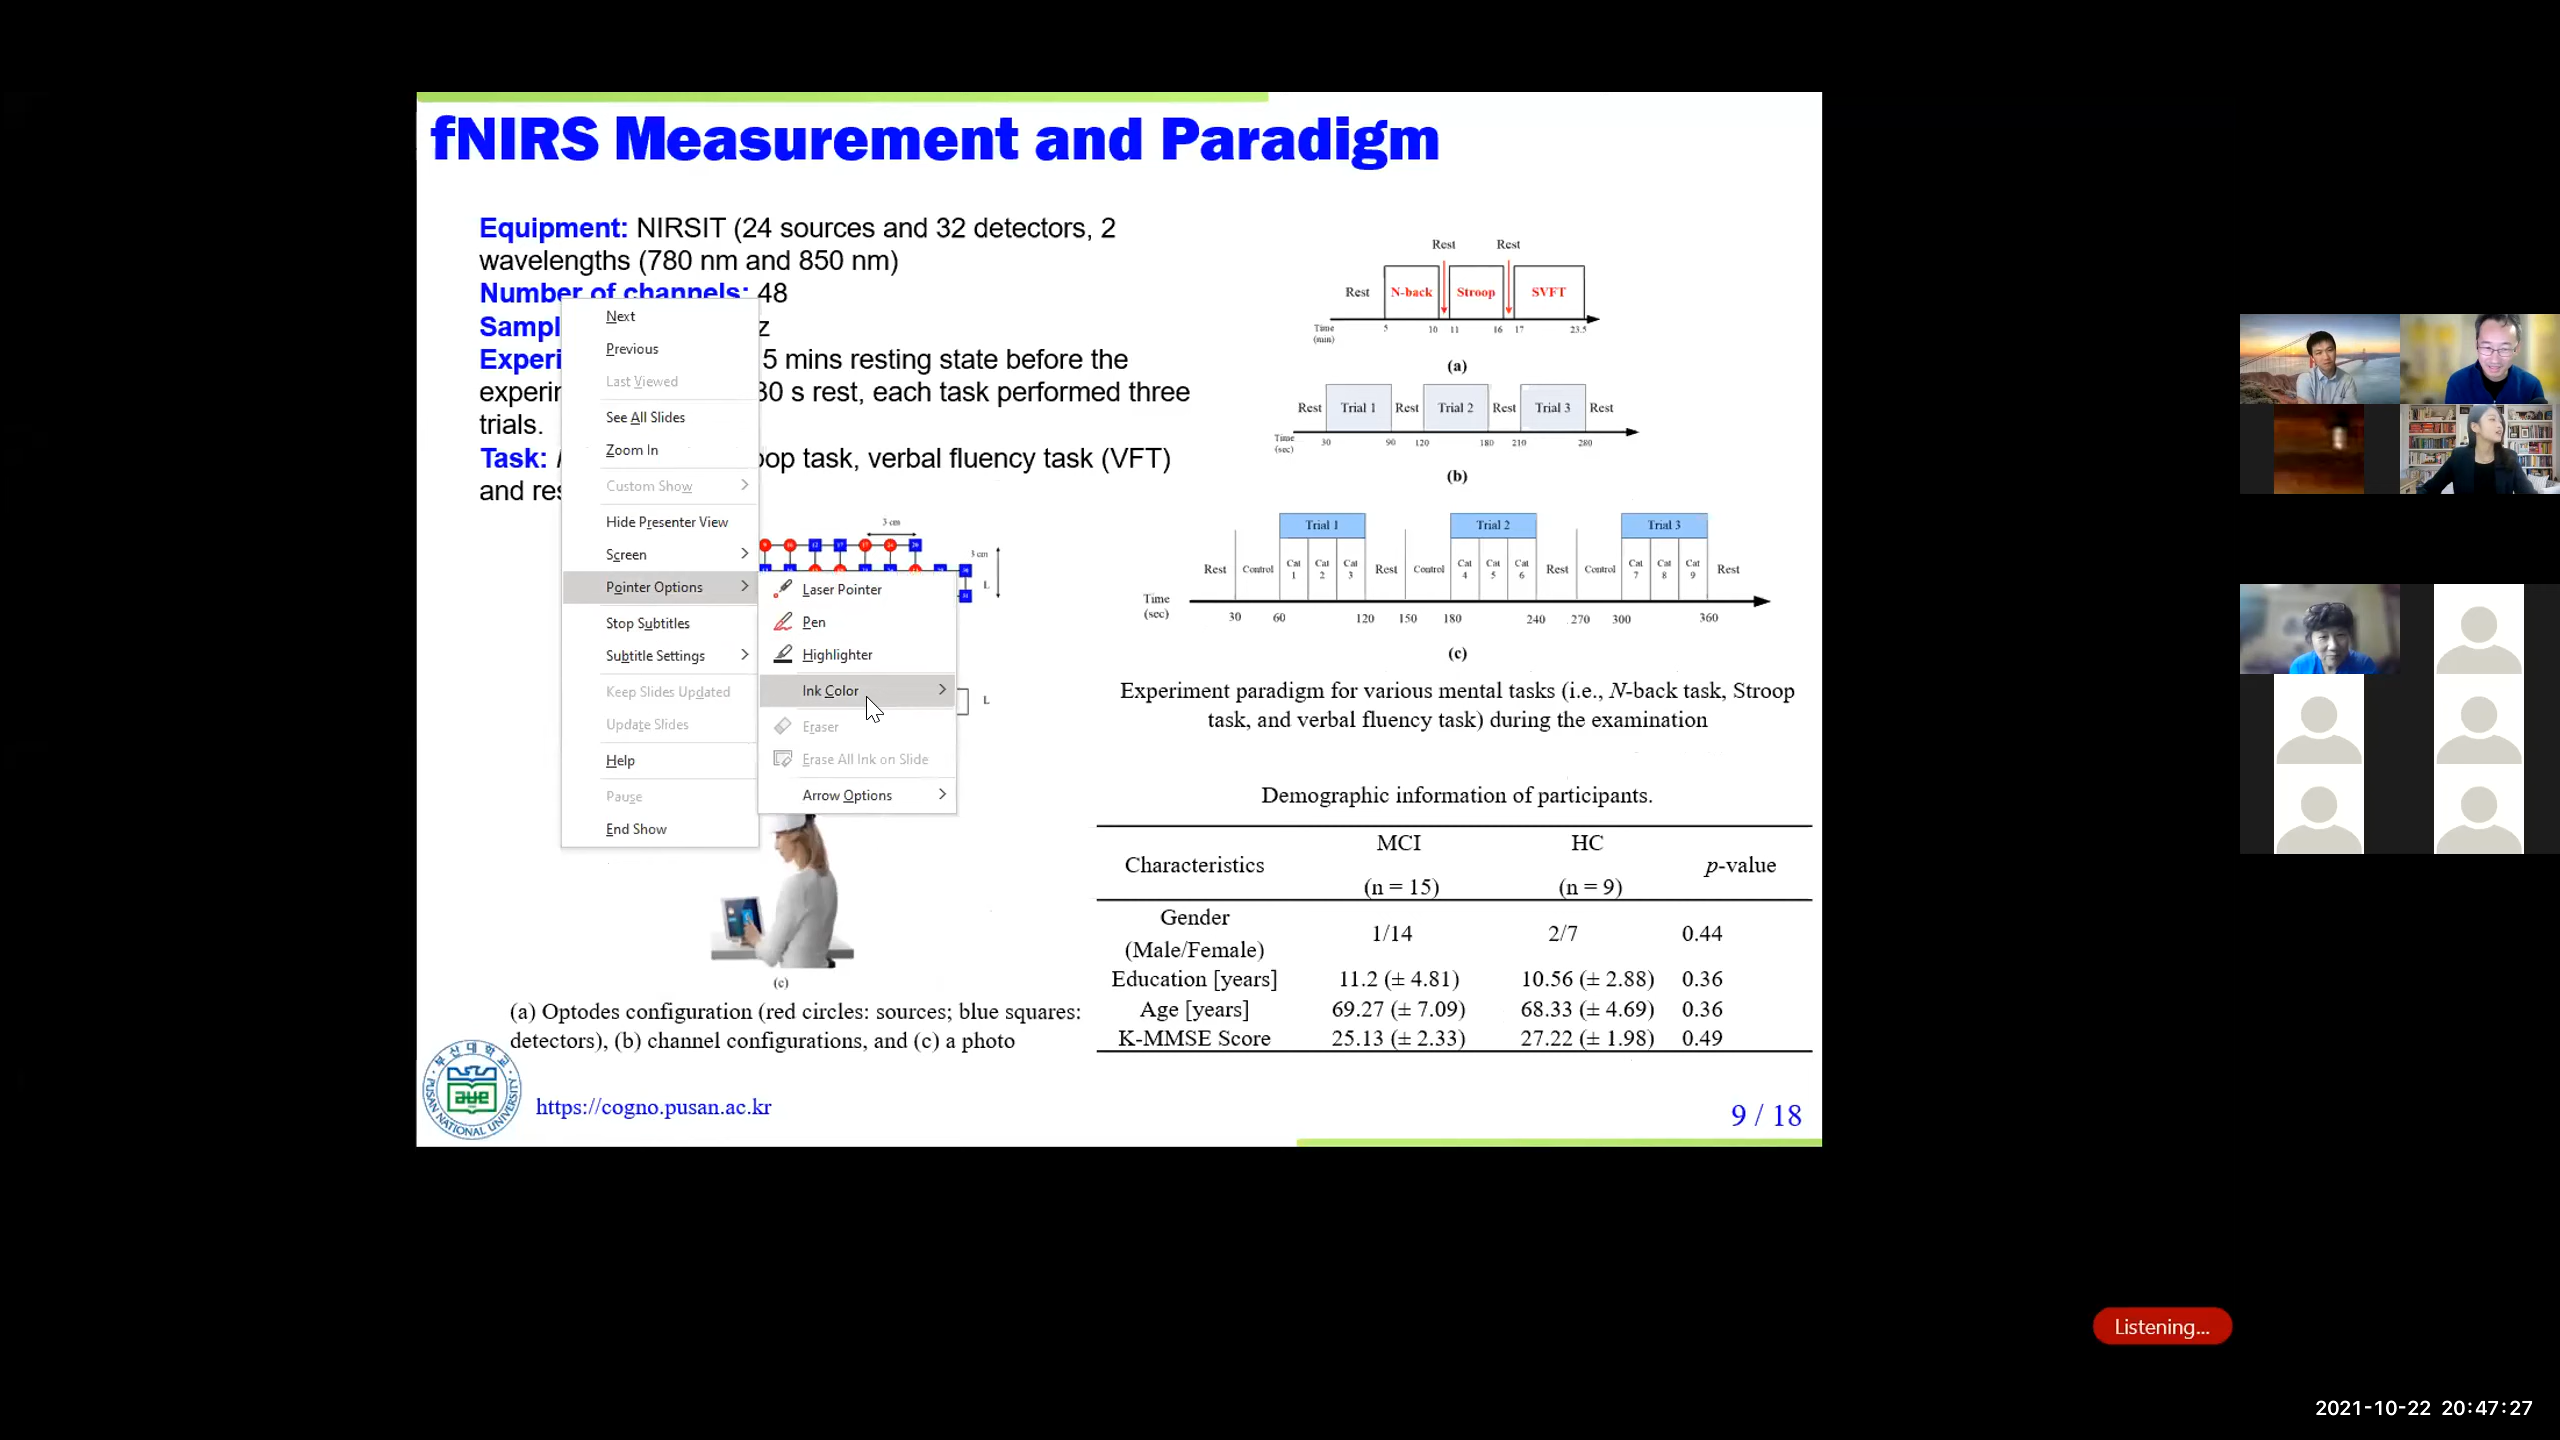 fNIRS Measurement and Paradigm
Equipment: NIRSIT (24 sources and 32 detectors, 2
wavelengths (780 nm and 850 nm)
Number of channels: 48
Sampl z
Experi 5 mins resting state before the
experim 30 s rest, each task performed three
trials.
Task: oop task, verbal fluency task (VFT)
and res
Next
Previous
Last Viewed
See All Slides
Zoom In
Custom Show
Hide Presenter View
Screen
Pointer Options
Stop Subtitles
Subtitle Settings
Keep Slides Updated
Update Slides
Help
Pause
End Show
Laser Pointer
Pen
Highlighter
Ink Color
Eraser
Erase All Ink on Slide
Arrow Options
3 cm
3 cm
L
L
(c)
(a) Optodes configuration (red circles: sources; blue squares:
detectors), (b) channel configurations, and (c) a photo
Rest Rest
Rest N-back Stroop SVFT
Time
(min)
5 10 11 16 17 23.5
(a)
Rest Trial 1 Rest Trial 2 Rest Trial 3 Rest
Time
(sec)
30 90 120 180 210 280
(b)
Trial 1 Trial 2 Trial 3
Rest Control Cat 1 Cat 2 Cat 3 Rest Control Cat 4 Cat 5 Cat 6 Rest Control Cat 7 Cat 8 Cat 9 Rest
Time
(sec)
30 60 120 150 180 240 270 300 360
(c)
Experiment paradigm for various mental tasks (i.e., N-back task, Stroop
task, and verbal fluency task) during the examination
Demographic information of participants.
Characteristics MCI (n = 15) HC (n = 9) p-value
Gender (Male/Female) 1/14 2/7 0.44
Education [years] 11.2 (± 4.81) 10.56 (± 2.88) 0.36
Age [years] 69.27 (± 7.09) 68.33 (± 4.69) 0.36
K-MMSE Score 25.13 (± 2.33) 27.22 (± 1.98) 0.49
부산대학교
PUSAN NATIONAL UNIVERSITY
https://cogno.pusan.ac.kr
9 / 18
Listening...
2021-10-22 20:47:27